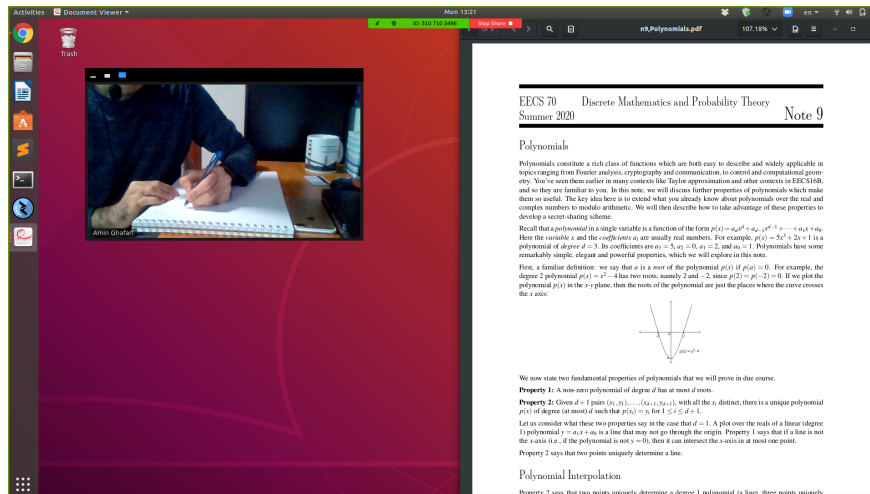 Activities Document Viewer Mon 13:21 en
ID: 510 710 3496 Stop Share
n9,Polynomials.pdf 107.18%
Trash
Amin Ghafari
EECS 70 Discrete Mathematics and Probability Theory
Summer 2020 Note 9
Polynomials
Polynomials constitute a rich class of functions which are both easy to describe and widely applicable in
topics ranging from Fourier analysis, cryptography and communication, to control and computational geom-
etry. You've seen them earlier in many contexts like Taylor approximation and other contexts in EECS16B,
and so they are familiar to you. In this note, we will discuss further properties of polynomials which make
them so useful. The key idea here is to extend what you already know about polynomials over the real and
complex numbers to modulo arithmetic. We will then describe how to take advantage of these properties to
develop a secret-sharing scheme.
Recall that a polynomial in a single variable is a function of the form p(x) = a_d x^d + a_{d−1} x^{d−1} + ··· + a_1 x + a_0.
Here the variable x and the coefficients a_i are usually real numbers. For example, p(x) = 5x^3 + 2x + 1 is a
polynomial of degree d = 3. Its coefficients are a_3 = 5, a_2 = 0, a_1 = 2, and a_0 = 1. Polynomials have some
remarkably simple, elegant and powerful properties, which we will explore in this note.
First, a familiar definition: we say that a is a root of the polynomial p(x) if p(a) = 0. For example, the
degree 2 polynomial p(x) = x^2 − 4 has two roots, namely 2 and −2, since p(2) = p(−2) = 0. If we plot the
polynomial p(x) in the x-y plane, then the roots of the polynomial are just the places where the curve crosses
the x axis:
We now state two fundamental properties of polynomials that we will prove in due course.
Property 1: A non-zero polynomial of degree d has at most d roots.
Property 2: Given d + 1 pairs (x_1, y_1), ..., (x_{d+1}, y_{d+1}), with all the x_i distinct, there is a unique polynomial
p(x) of degree (at most) d such that p(x_i) = y_i for 1 ≤ i ≤ d + 1.
Let us consider what these two properties say in the case that d = 1. A plot over the reals of a linear (degree
1) polynomial y = a_1 x + a_0 is a line that may not go through the origin. Property 1 says that if a line is not
the x-axis (i.e., if the polynomial is not y = 0), then it can intersect the x-axis in at most one point.
Property 2 says that two points uniquely determine a line.
Polynomial Interpolation
Property 2 says that two points uniquely determine a degree 1 polynomial (a line), three points uniquely